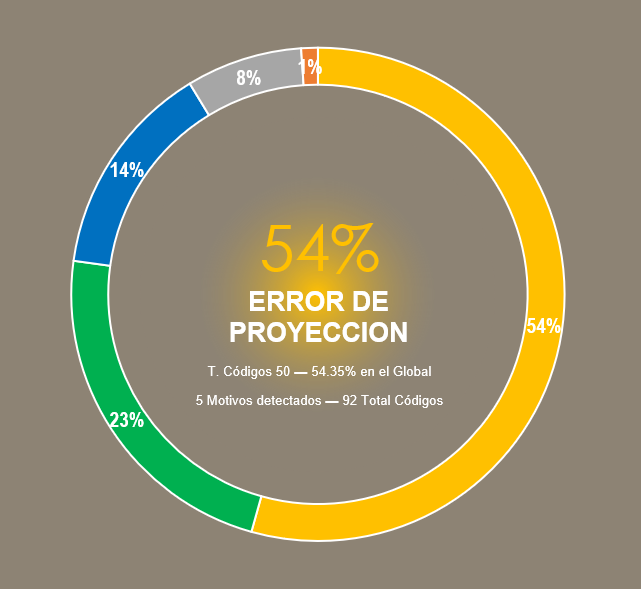 1%
8%
14%
54%
ERROR DE
PROYECCION
54%
T. Códigos 50 — 54.35% en el Global
5 Motivos detectados — 92 Total Códigos
23%